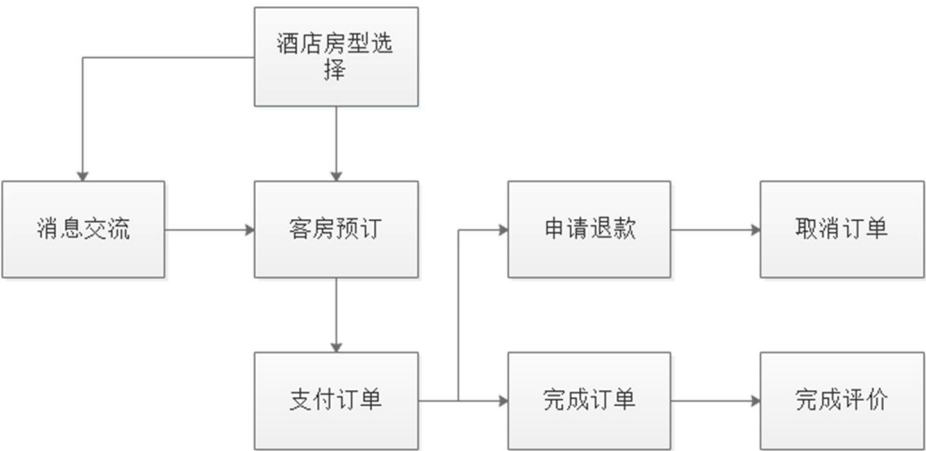 酒店房型选
择
消息交流
客房预订
申请退款
取消订单
支付订单
完成订单
完成评价